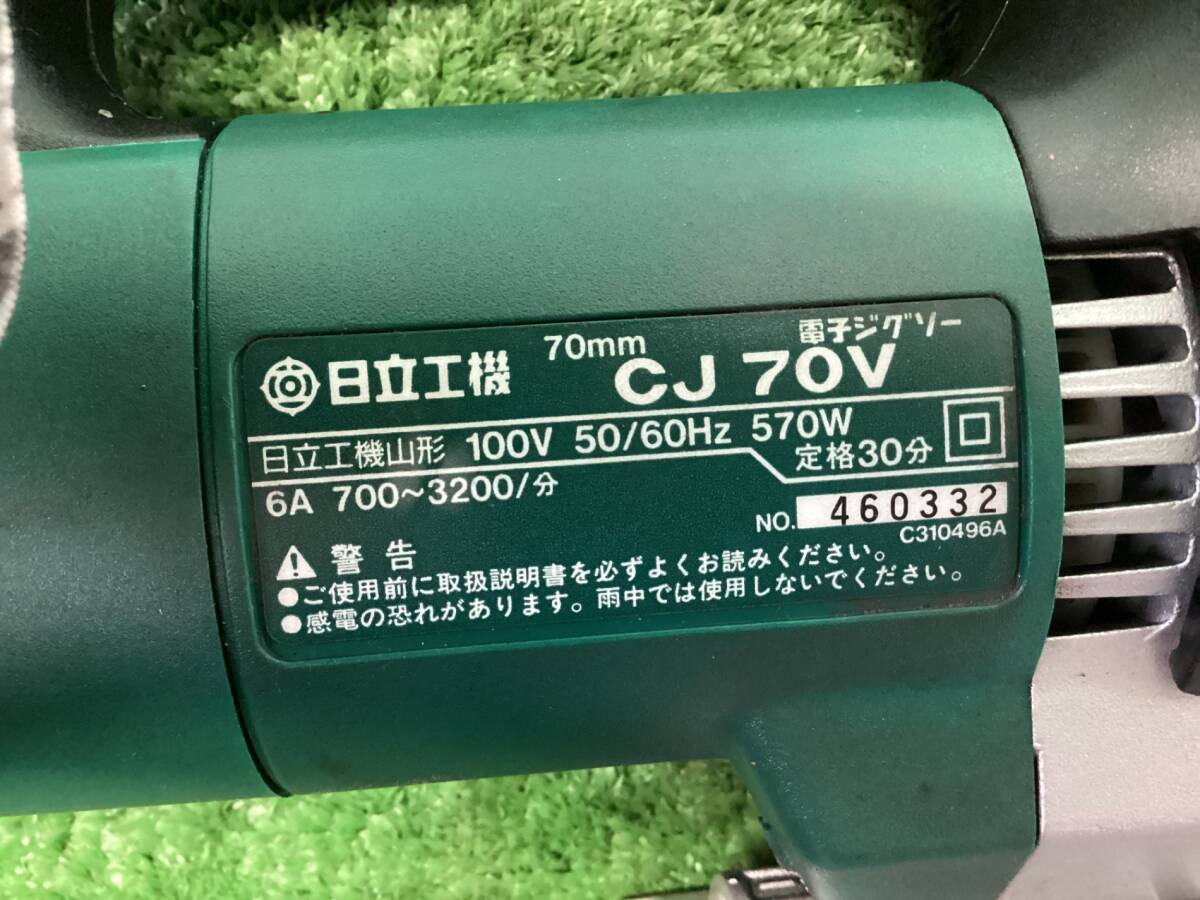 日立工機 70mm 電子ジグソー
CJ 70V
日立工機山形 100V 50/60Hz 570W
6A 700~3200/分 定格30分
NO. 460332
C310496A
警告
●ご使用前に取扱説明書を必ずよくお読みください。
●感電の恐れがあります。雨中では使用しないでください。